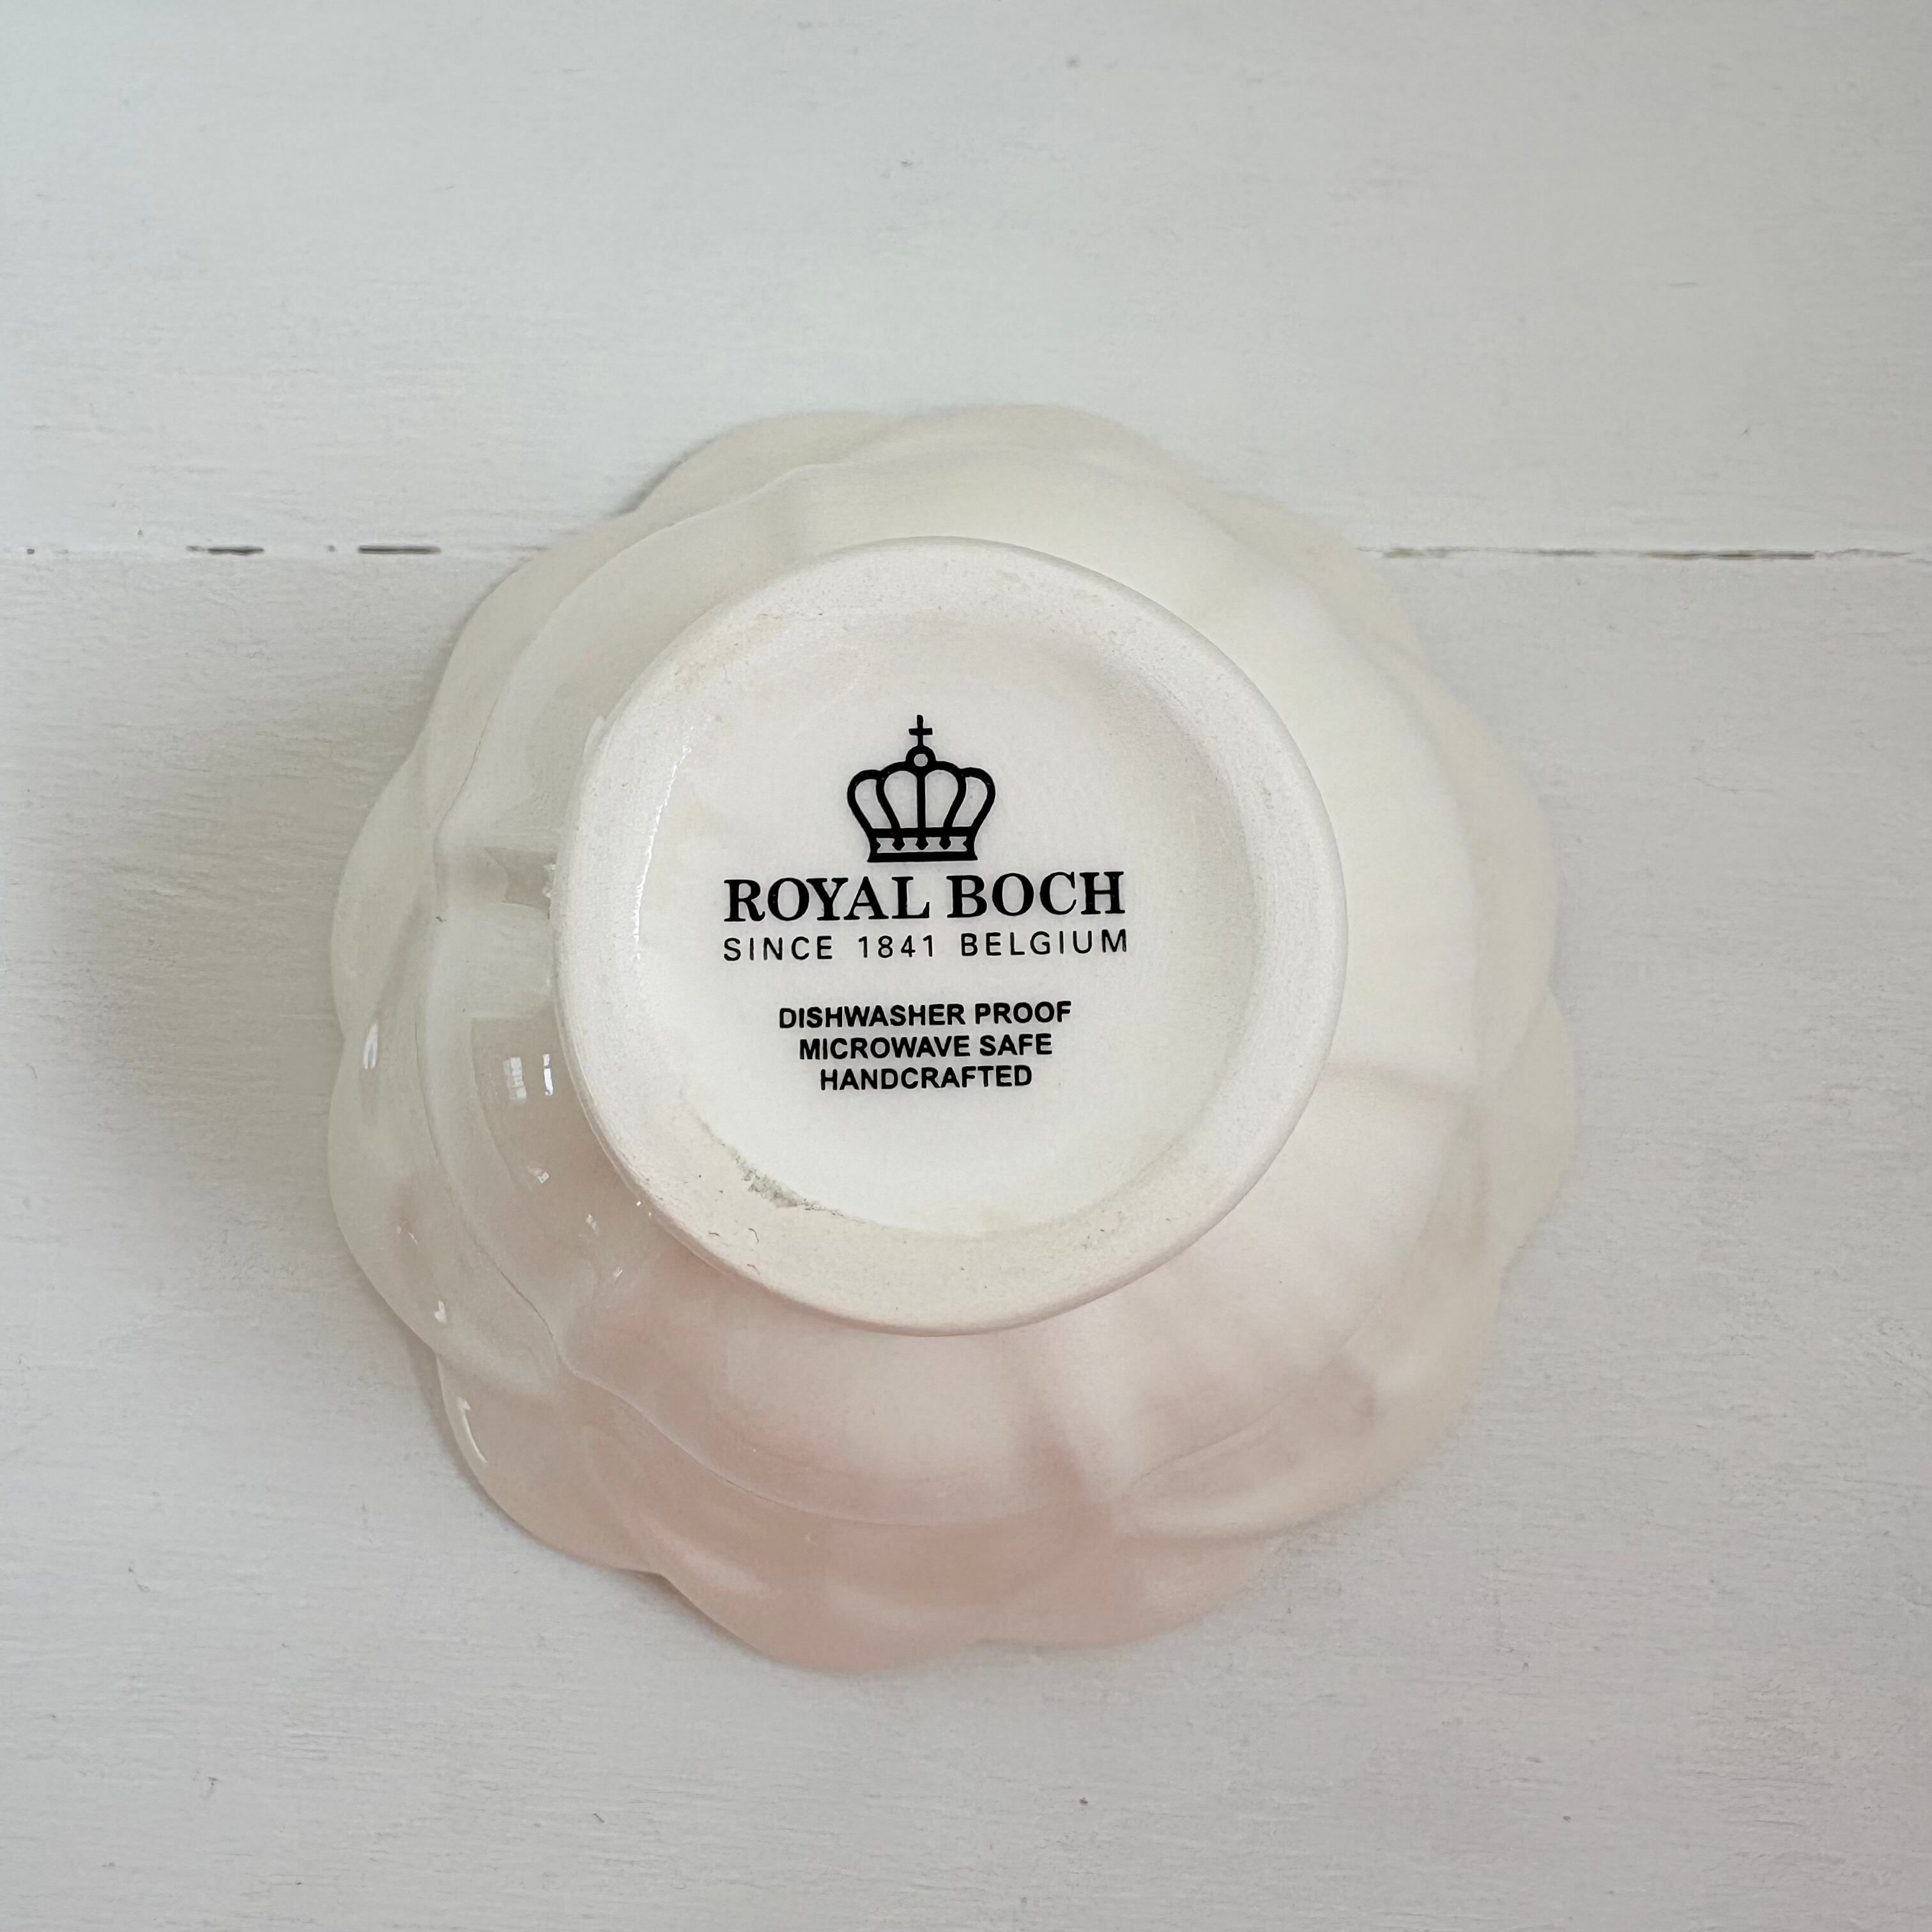 ROYAL BOCH
SINCE 1841 BELGIUM
DISHWASHER PROOF
MICROWAVE SAFE
HANDCRAFTED